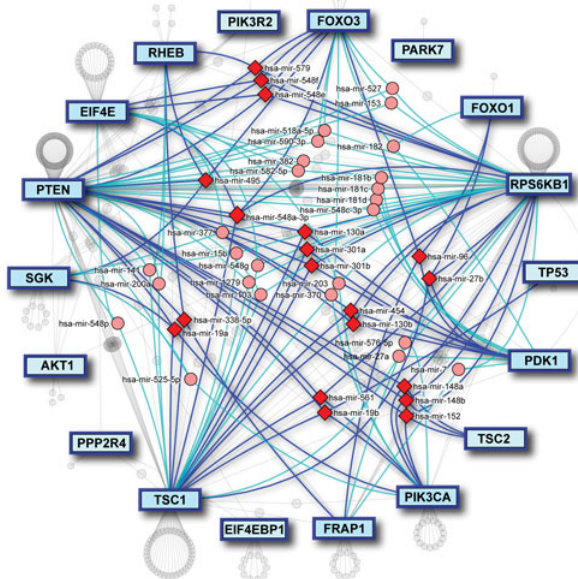 PIK3R2
FOXO3
RHEB
PARK7
hsa-mir-579
hsa-mir-548f
hsa-mir-548e
hsa-mir-527
hsa-mir-153
EIF4E
FOXO1
hsa-mir-518a-5p
hsa-mir-590-3p
hsa-mir-182
hsa-mir-382
hsa-mir-582-5p
PTEN
hsa-mir-495
hsa-mir-181b
hsa-mir-181c
hsa-mir-181d
hsa-mir-548c-3p
RPS6KB1
hsa-mir-548a-3p
hsa-mir-377
hsa-mir-130a
hsa-mir-301a
hsa-mir-301b
hsa-mir-15b
hsa-mir-548g
hsa-mir-96
hsa-mir-27b
SGK
hsa-mir-141
hsa-mir-200a
hsa-mir-203
hsa-mir-370
TP53
hsa-mir-454
hsa-mir-130b
hsa-mir-548p
hsa-mir-338-5p
hsa-mir-19a
hsa-mir-576-5p
hsa-mir-27a
AKT1
hsa-mir-525-5p
hsa-mir-7
PDK1
hsa-mir-148a
hsa-mir-148b
hsa-mir-152
hsa-mir-561
hsa-mir-19b
PPP2R4
TSC2
TSC1
PIK3CA
EIF4EBP1
FRAP1